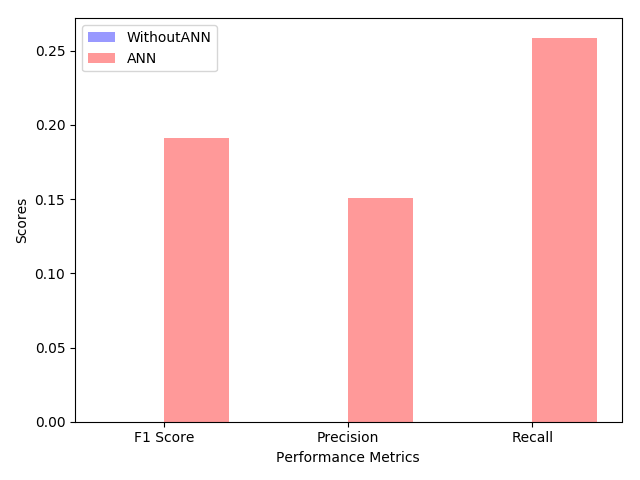 WithoutANN
ANN
0.25
0.20
0.15
0.10
0.05
0.00
Scores
F1 Score Precision Recall
Performance Metrics